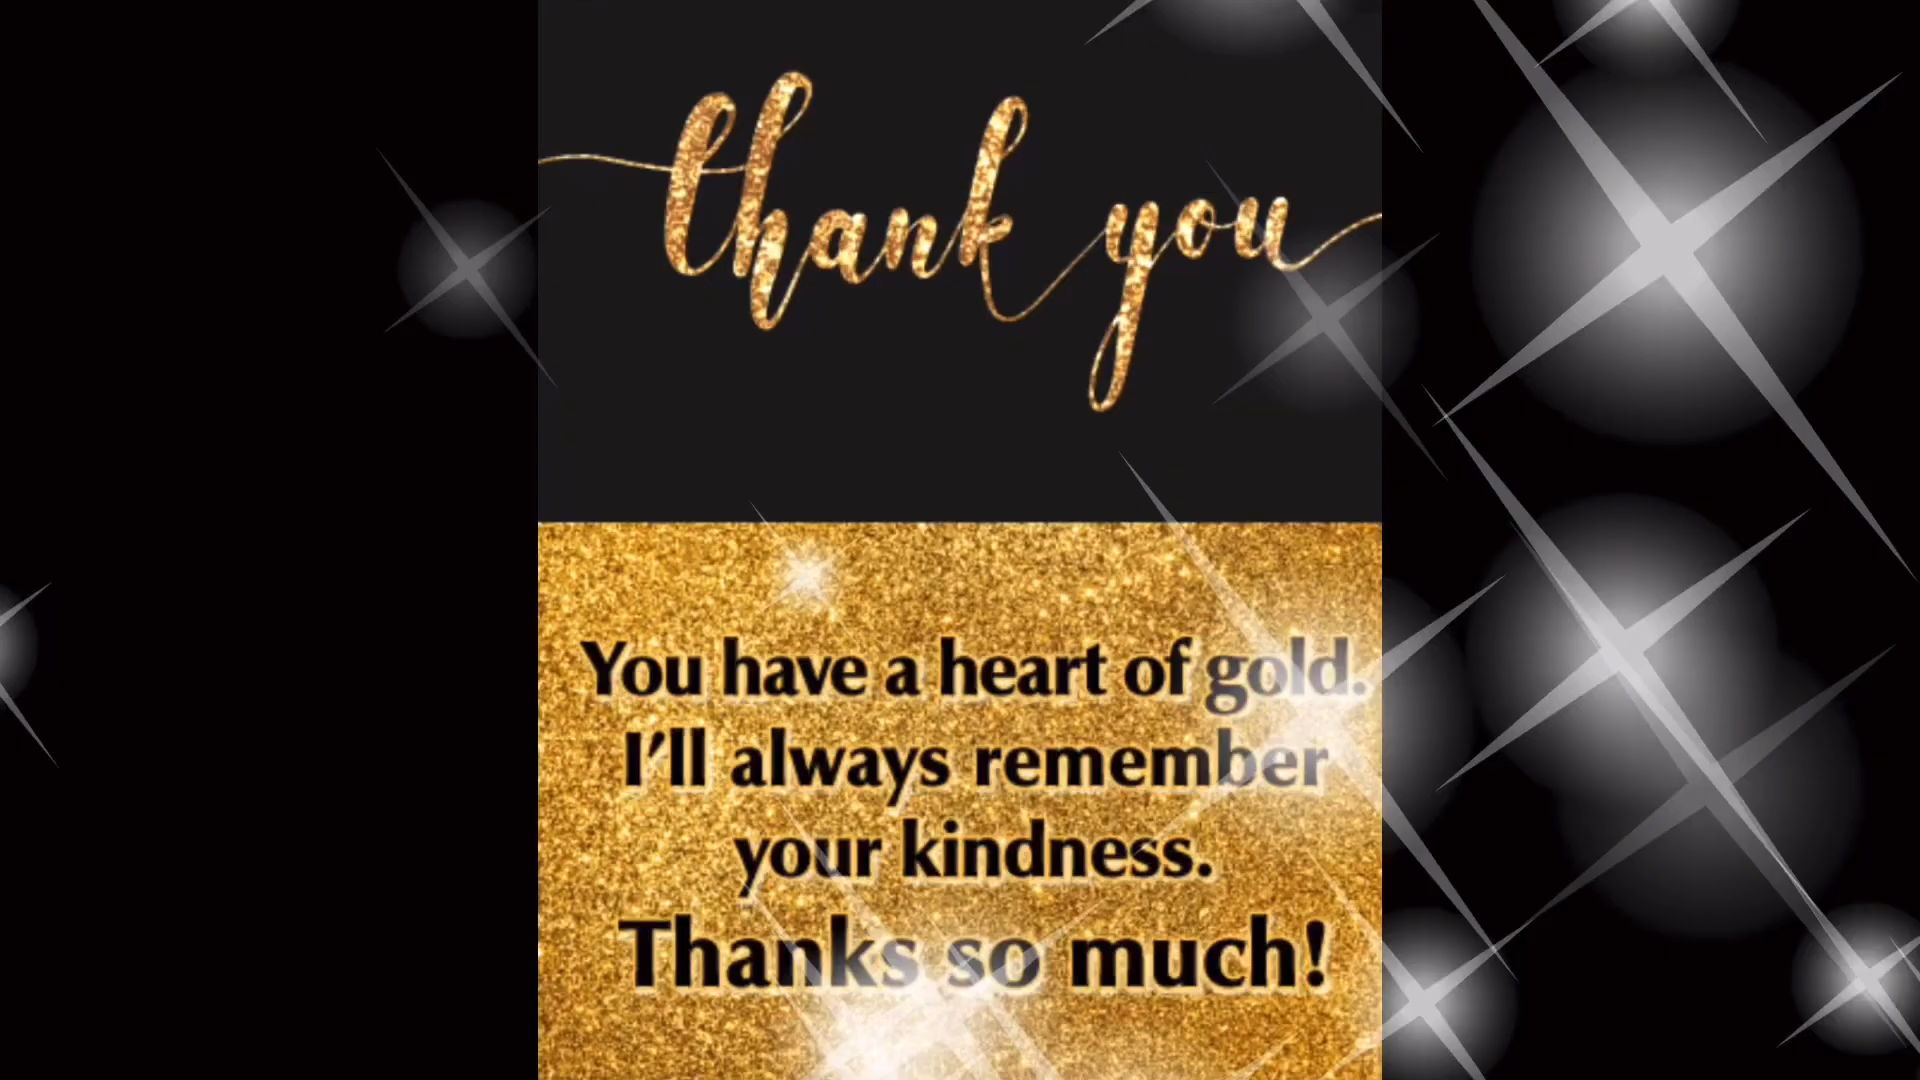 thank you
You have a heart of gold.
I'll always remember
your kindness.
Thanks so much!